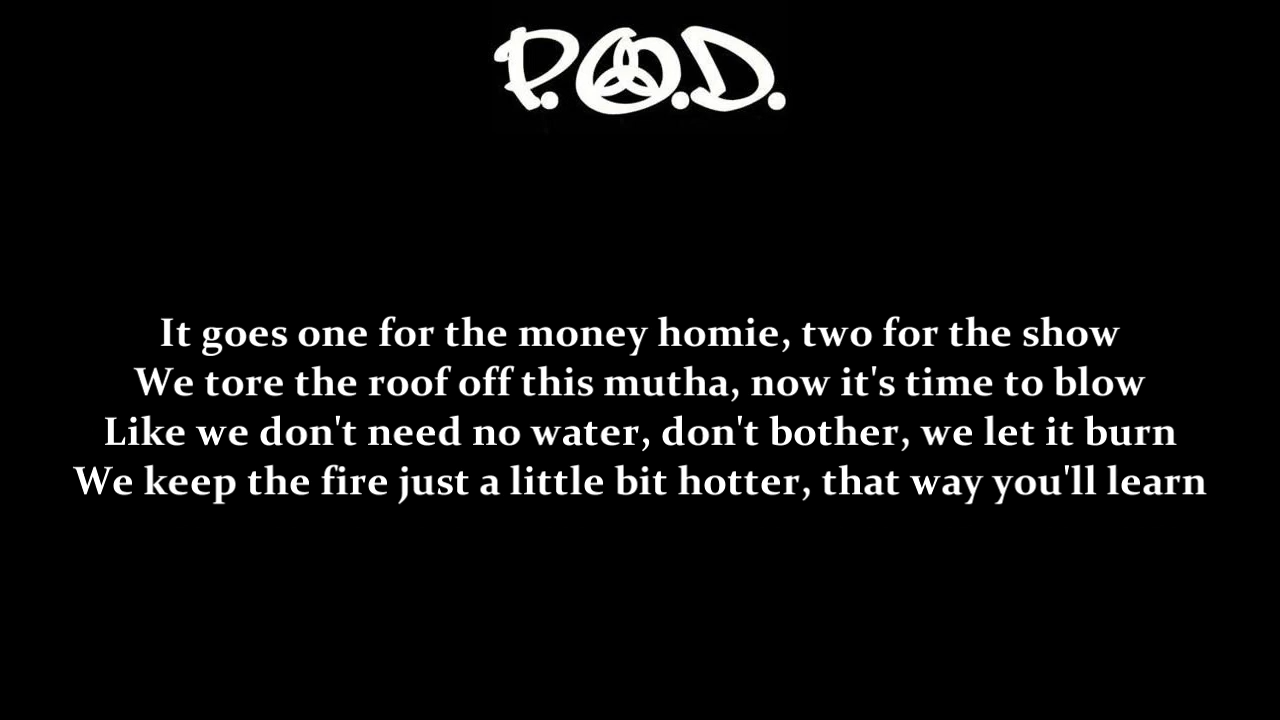 P.O.D.
It goes one for the money homie, two for the show
We tore the roof off this mutha, now it's time to blow
Like we don't need no water, don't bother, we let it burn
We keep the fire just a little bit hotter, that way you'll learn